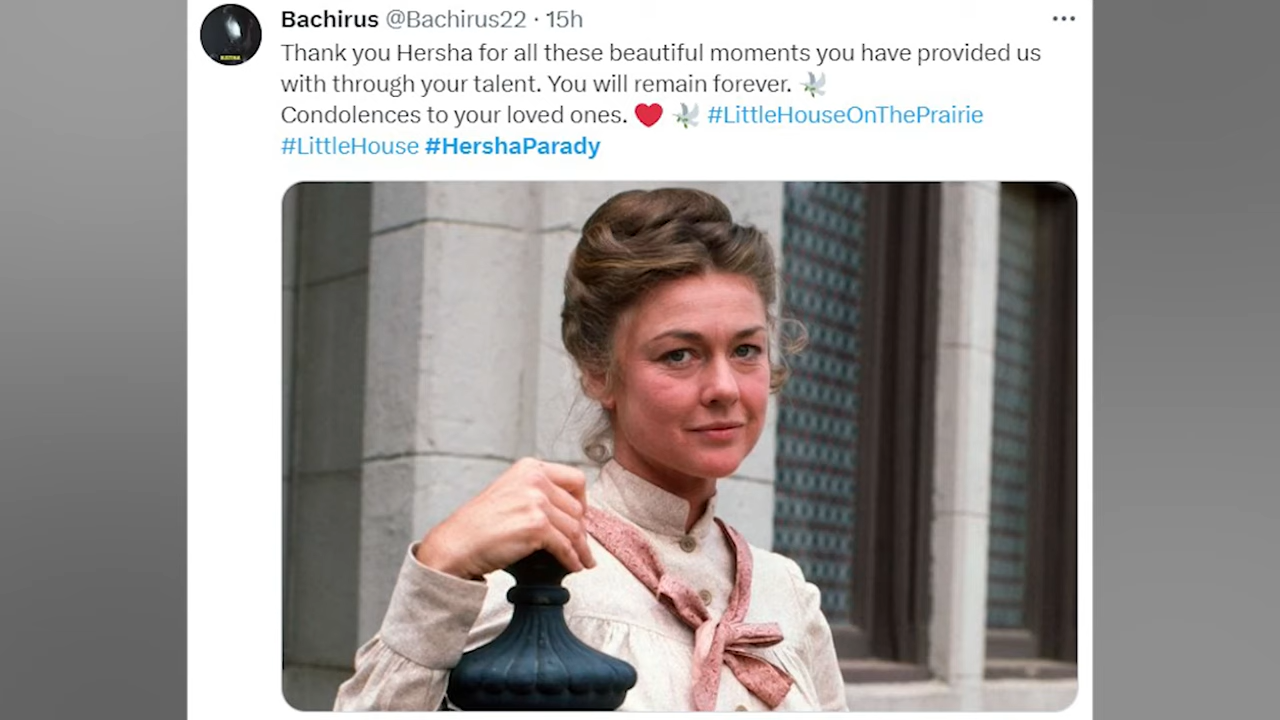 Bachirus @Bachirus22 · 15h
Thank you Hersha for all these beautiful moments you have provided us
with through your talent. You will remain forever. 🕊️
Condolences to your loved ones. ❤️ 🕊️ #LittleHouseOnThePrairie
#LittleHouse #HershaParady